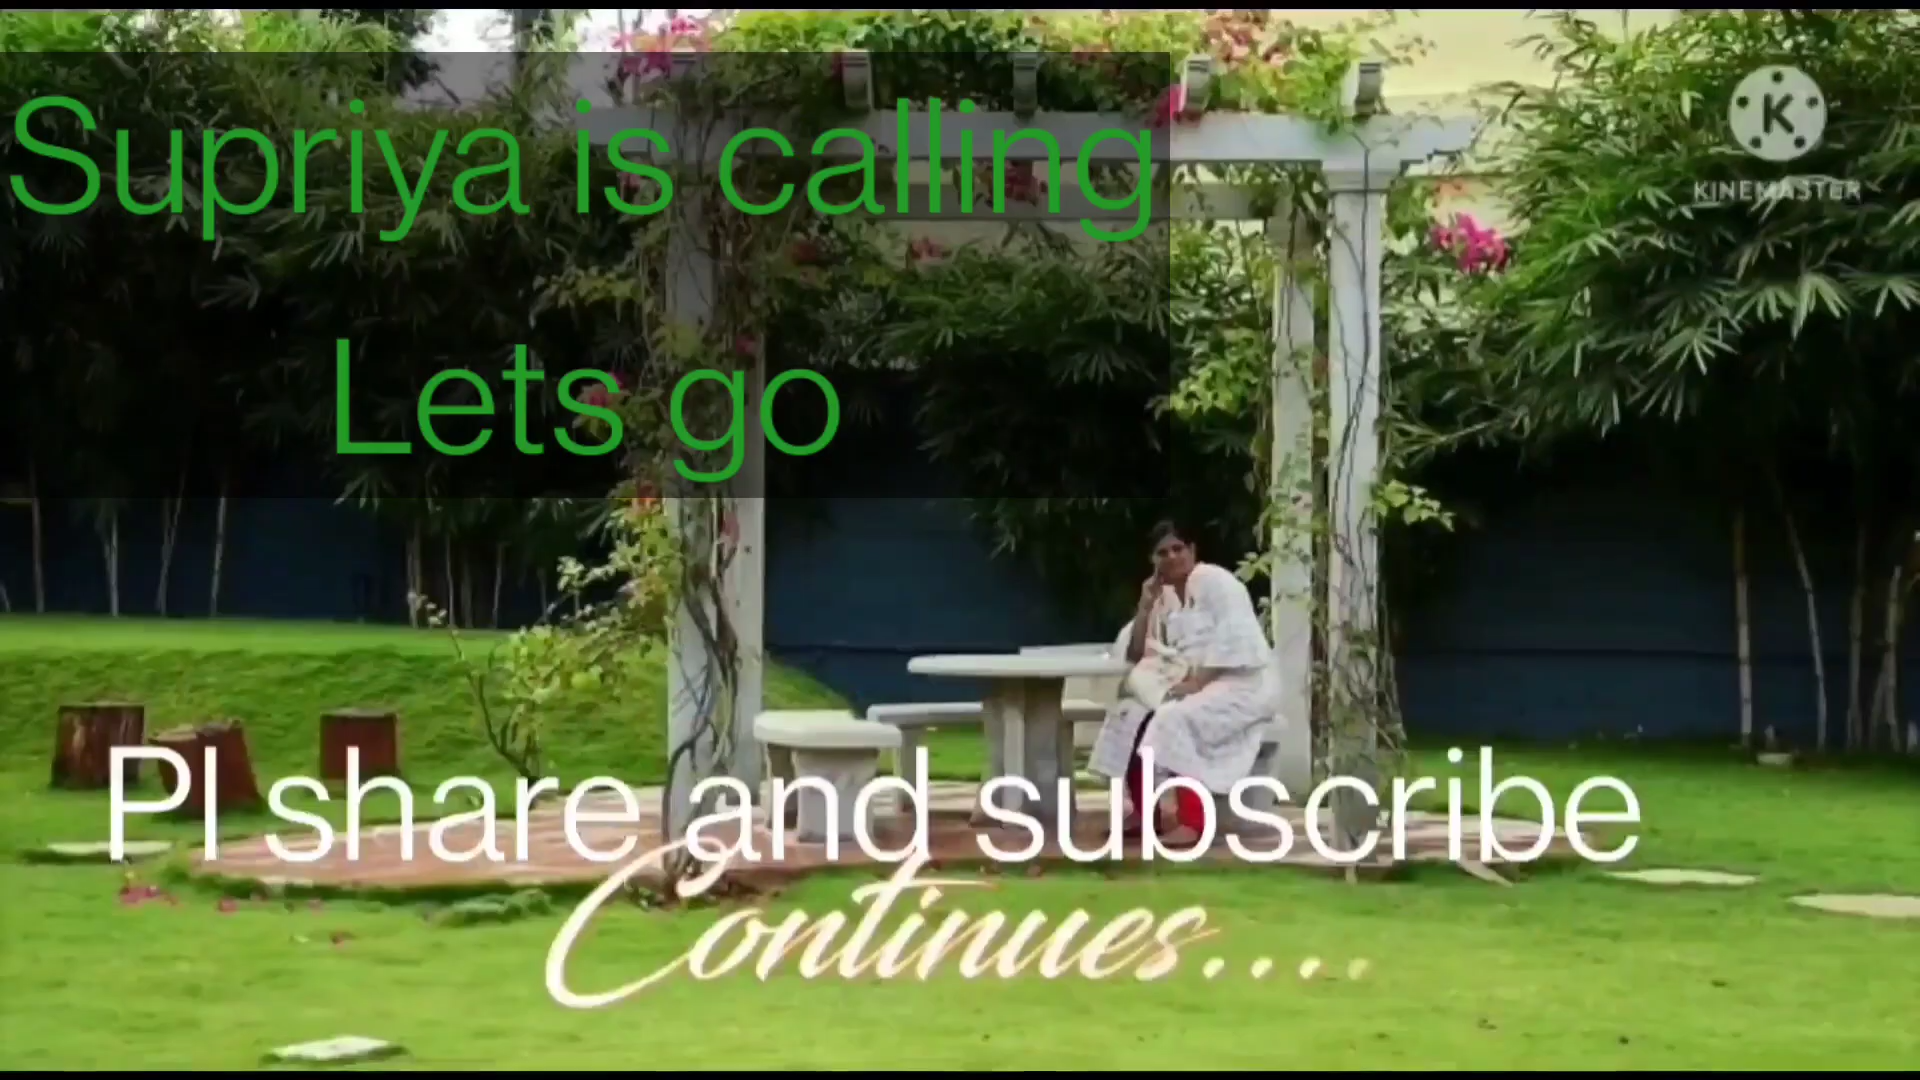 Supriya is calling
KINEMASTER
Lets go
Pl share and subscribe
Continues....